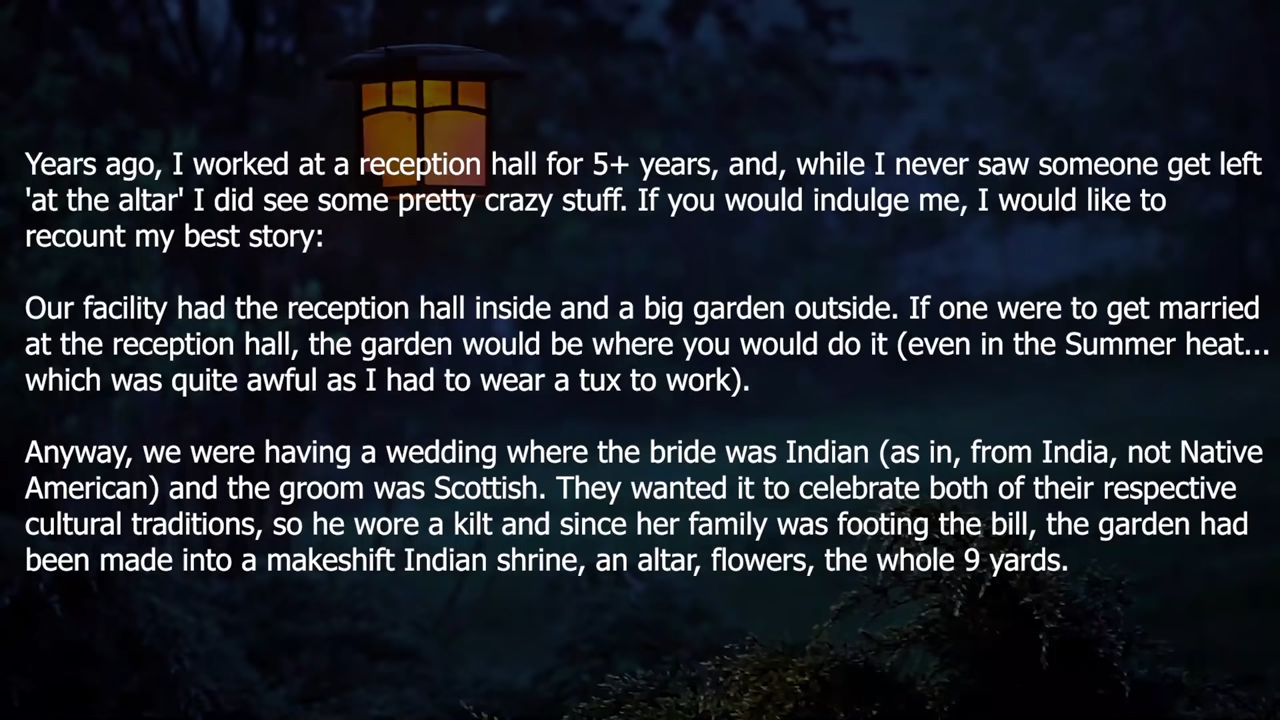 Years ago, I worked at a reception hall for 5+ years, and, while I never saw someone get left
'at the altar' I did see some pretty crazy stuff. If you would indulge me, I would like to
recount my best story:
Our facility had the reception hall inside and a big garden outside. If one were to get married
at the reception hall, the garden would be where you would do it (even in the Summer heat...
which was quite awful as I had to wear a tux to work).
Anyway, we were having a wedding where the bride was Indian (as in, from India, not Native
American) and the groom was Scottish. They wanted it to celebrate both of their respective
cultural traditions, so he wore a kilt and since her family was footing the bill, the garden had
been made into a makeshift Indian shrine, an altar, flowers, the whole 9 yards.